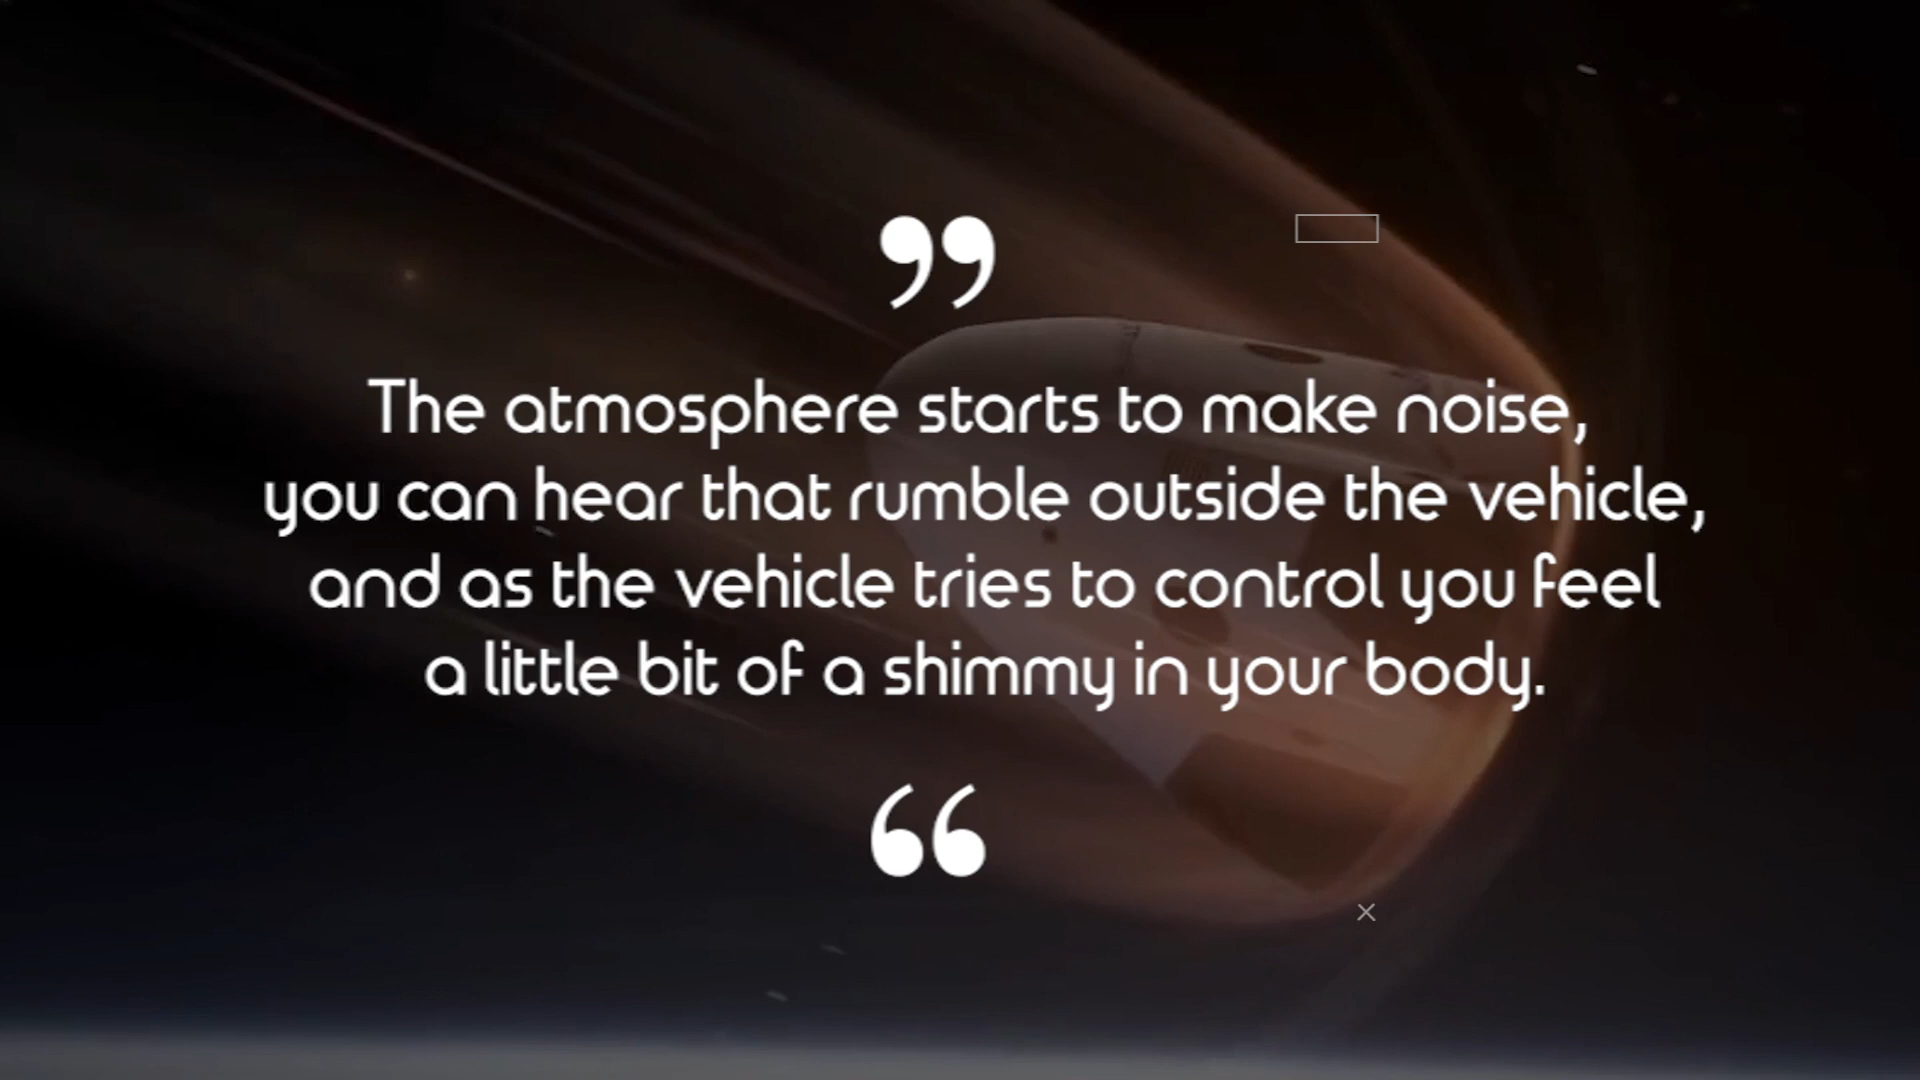 ”
The atmosphere starts to make noise,
you can hear that rumble outside the vehicle,
and as the vehicle tries to control you feel
a little bit of a shimmy in your body.
“